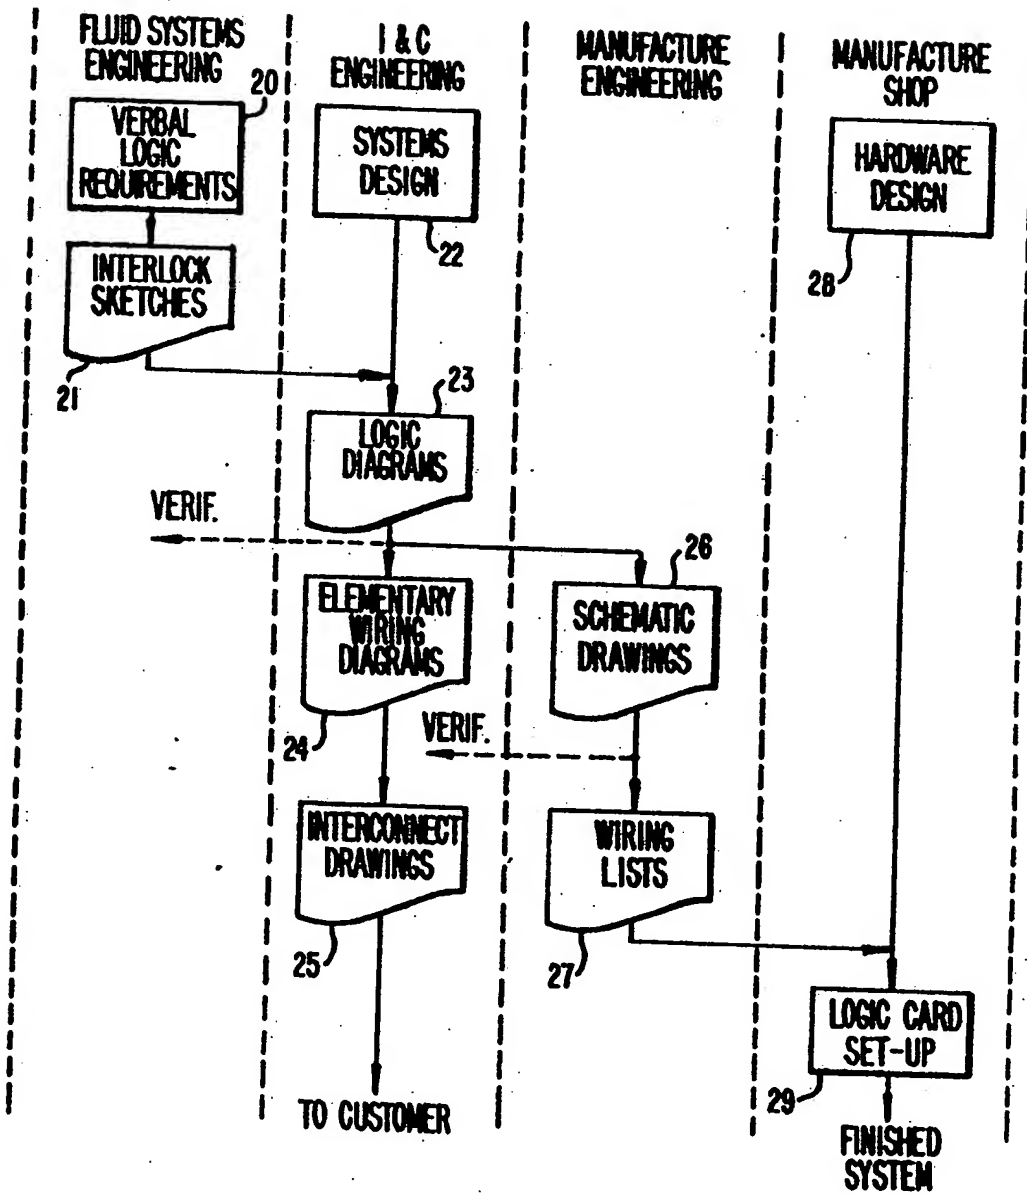 FLUID SYSTEMS
ENGINEERING
I & C
ENGINEERING
MANUFACTURE
ENGINEERING
MANUFACTURE
SHOP
20
VERBAL
LOGIC
REQUIREMENTS
SYSTEMS
DESIGN
22
HARDWARE
DESIGN
28
INTERLOCK
SKETCHES
21
23
LOGIC
DIAGRAMS
VERIF.
26
ELEMENTARY
WIRING
DIAGRAMS
24
SCHEMATIC
DRAWINGS
VERIF.
INTERCONNECT
DRAWINGS
25
WIRING
LISTS
27
LOGIC CARD
SET-UP
29
TO CUSTOMER
FINISHED
SYSTEM